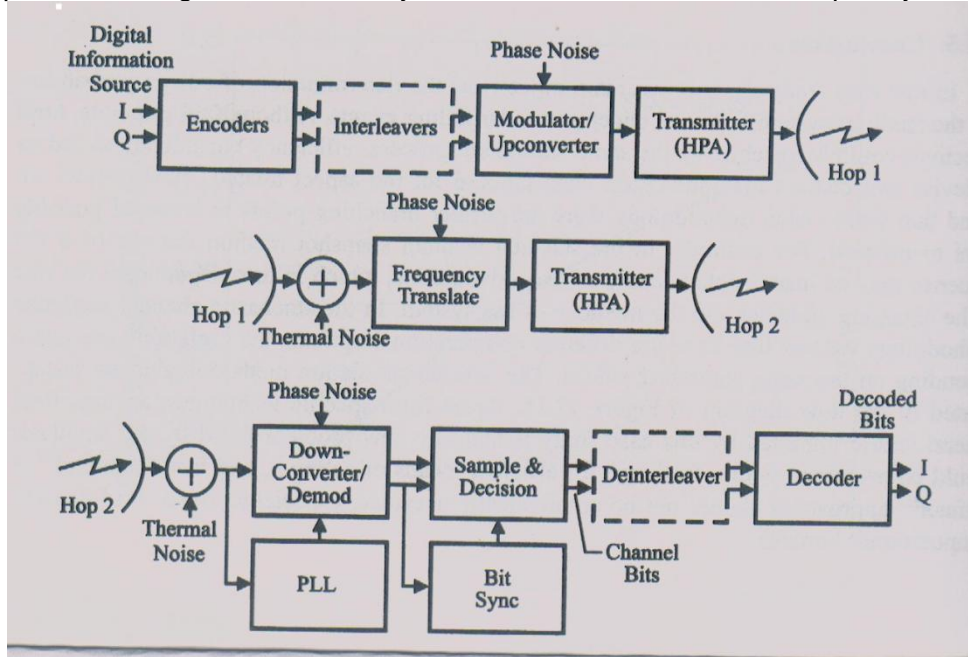 Digital
Information
Source
I
Q
Encoders
Interleavers
Phase Noise
Modulator/
Upconverter
Transmitter
(HPA)
Hop 1
Hop 1
Thermal Noise
Phase Noise
Frequency
Translate
Transmitter
(HPA)
Hop 2
Hop 2
Thermal
Noise
Phase Noise
Down-
Converter/
Demod
PLL
Sample &
Decision
Bit
Sync
Channel
Bits
Deinterleaver
Decoder
Decoded
Bits
I
Q